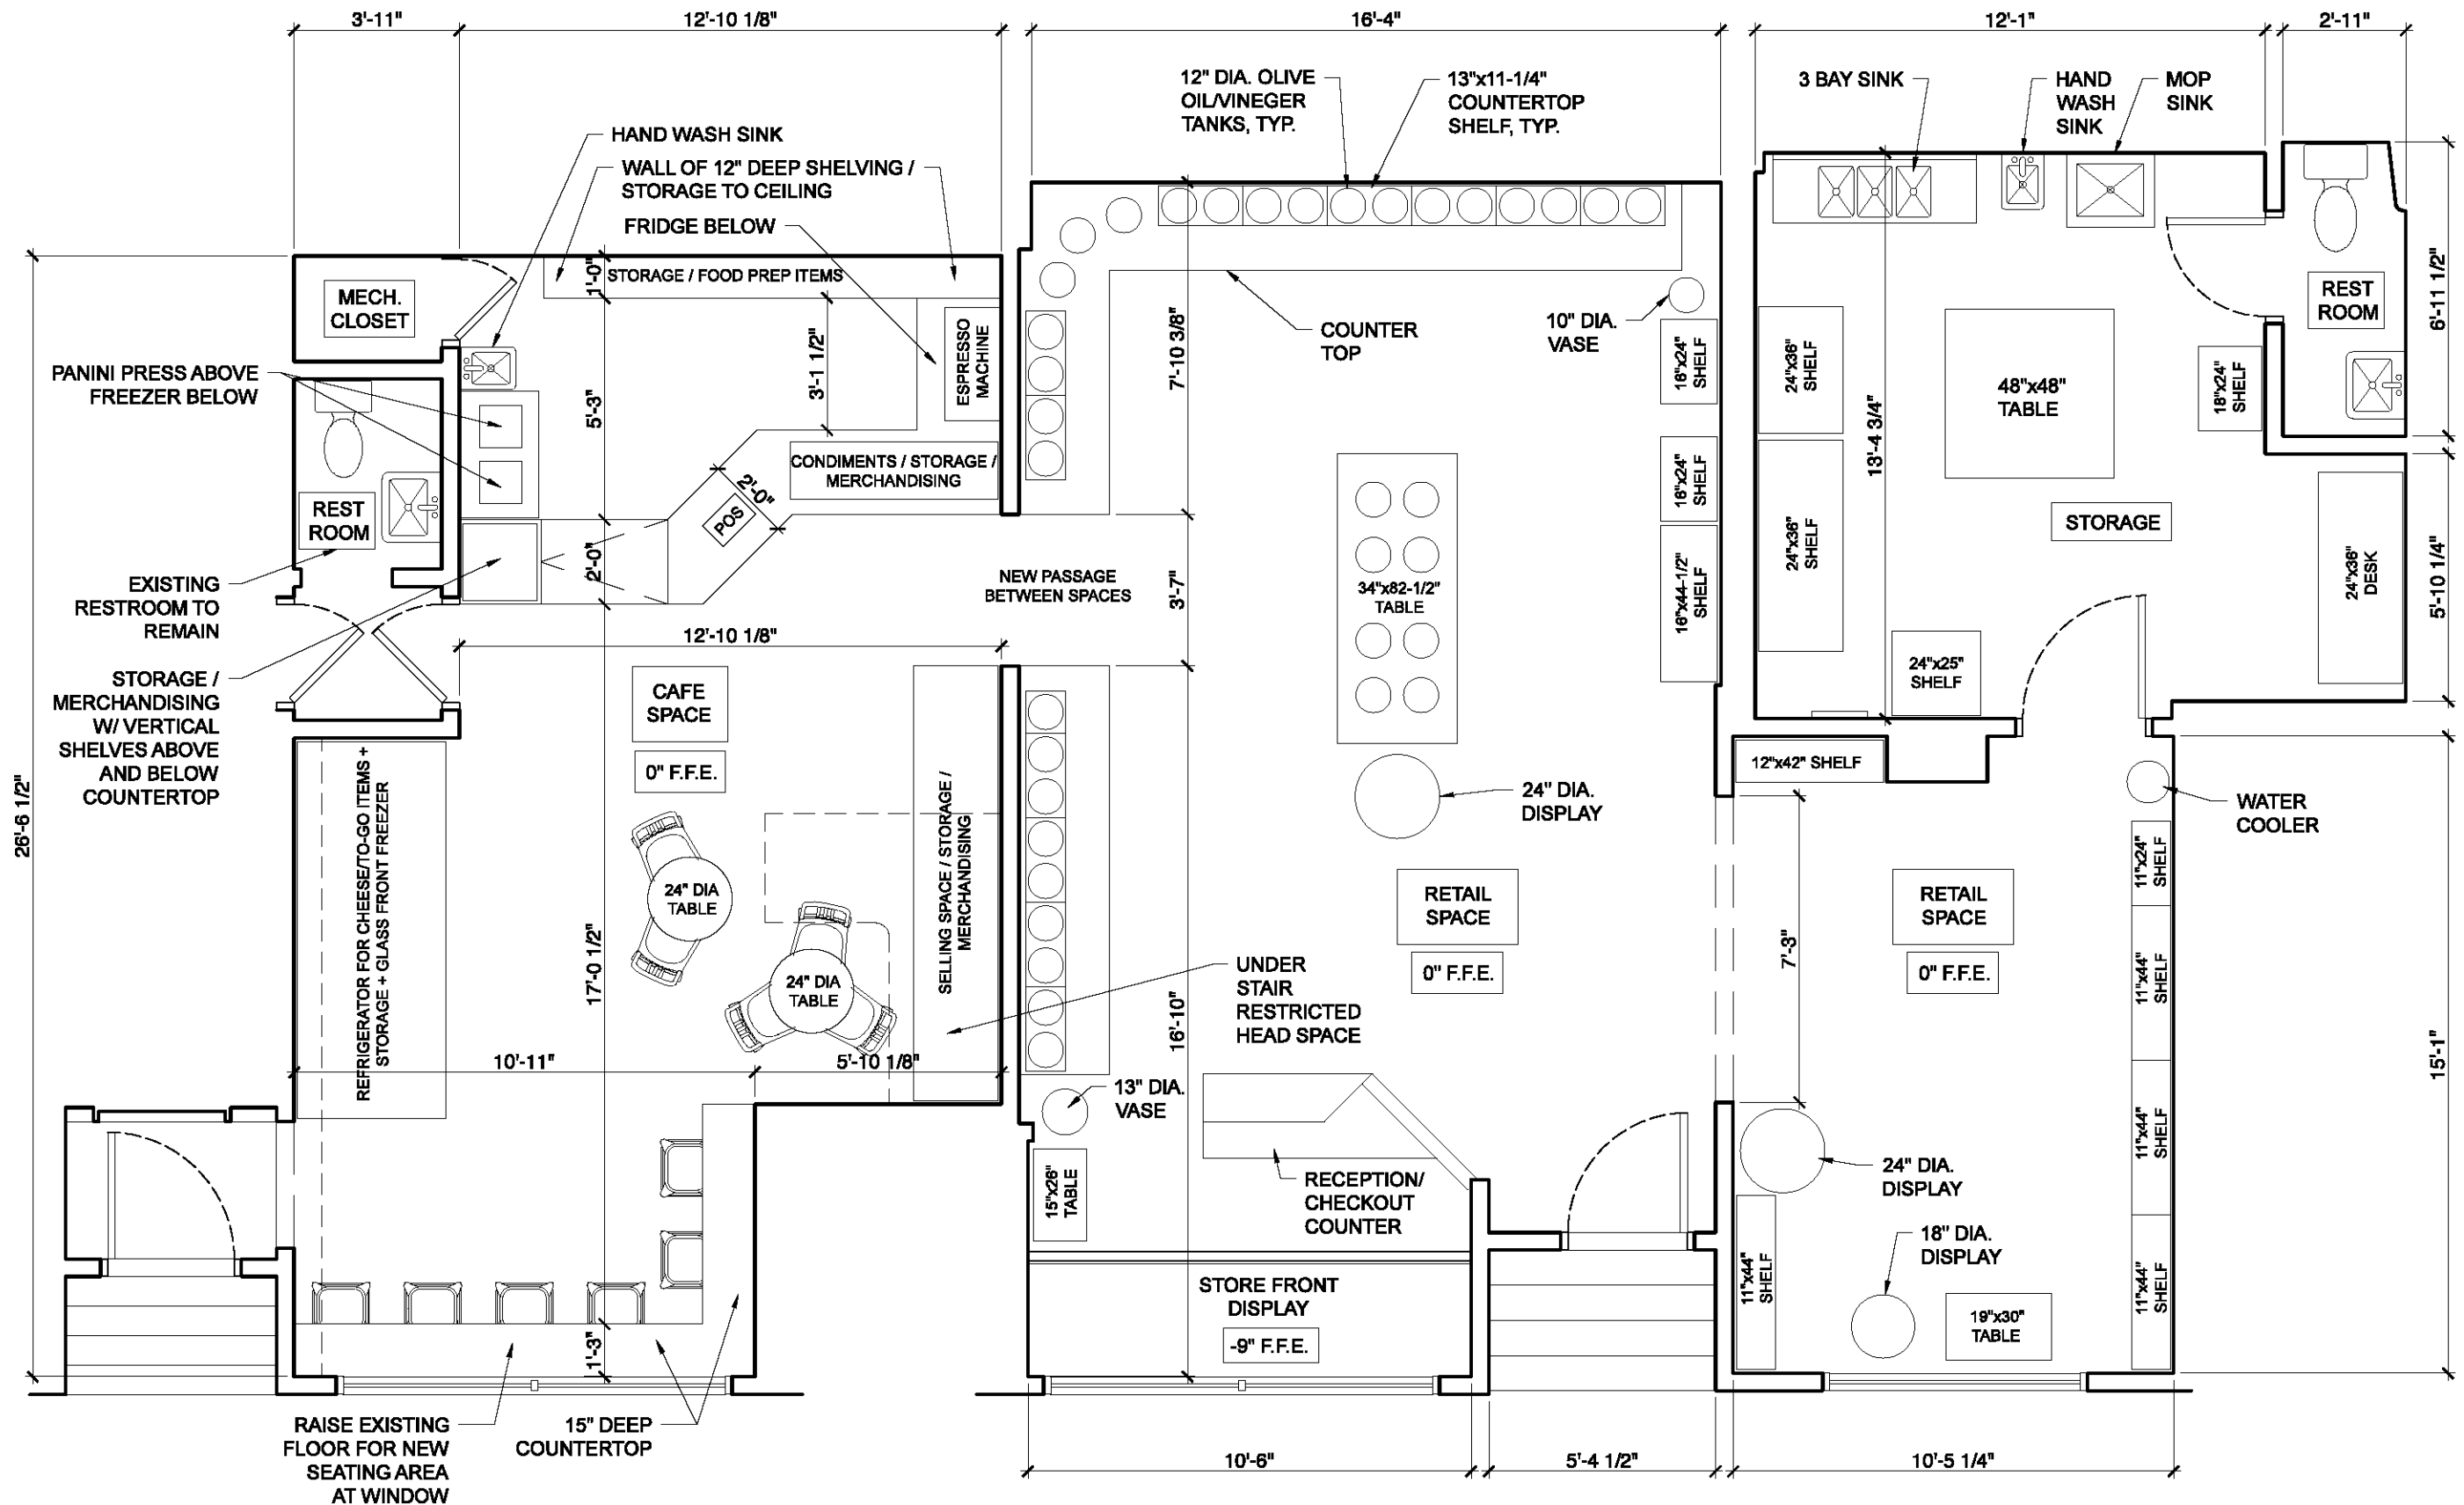 3'-11"
12'-10 1/8"
16'-4"
12'-1"
2'-11"
12" DIA. OLIVE
OIL/VINEGER
TANKS, TYP.
13"x11-1/4"
COUNTERTOP
SHELF, TYP.
3 BAY SINK
HAND
WASH
SINK
MOP
SINK
HAND WASH SINK
WALL OF 12" DEEP SHELVING /
STORAGE TO CEILING
FRIDGE BELOW
STORAGE / FOOD PREP ITEMS
1'-0"
MECH.
CLOSET
ESPRESSO
MACHINE
3'-1 1/2"
5'-3"
PANINI PRESS ABOVE
FREEZER BELOW
CONDIMENTS / STORAGE /
MERCHANDISING
2'-0"
POS
REST
ROOM
2'-0"
EXISTING
RESTROOM TO
REMAIN
STORAGE /
MERCHANDISING
W/ VERTICAL
SHELVES ABOVE
AND BELOW
COUNTERTOP
26'-6 1/2"
NEW PASSAGE
BETWEEN SPACES
12'-10 1/8"
CAFE
SPACE
0" F.F.E.
REFRIGERATOR FOR CHEESE/TO-GO ITEMS +
STORAGE + GLASS FRONT FREEZER
SELLING SPACE / STORAGE /
MERCHANDISING
24" DIA
TABLE
24" DIA
TABLE
17'-0 1/2"
10'-11"
5'-10 1/8"
UNDER
STAIR
RESTRICTED
HEAD SPACE
1'-3"
RAISE EXISTING
FLOOR FOR NEW
SEATING AREA
AT WINDOW
15" DEEP
COUNTERTOP
7'-10 3/8"
COUNTER
TOP
10" DIA.
VASE
16"x24"
SHELF
16"x24"
SHELF
16"x44-1/2"
SHELF
3'-7"
34"x82-1/2"
TABLE
24" DIA.
DISPLAY
RETAIL
SPACE
0" F.F.E.
16'-10"
13" DIA.
VASE
15"x26"
TABLE
RECEPTION/
CHECKOUT
COUNTER
STORE FRONT
DISPLAY
-9" F.F.E.
10'-6"
5'-4 1/2"
10'-5 1/4"
24"x36"
SHELF
24"x36"
SHELF
13'-4 3/4"
48"x48"
TABLE
18"x24"
SHELF
REST
ROOM
6'-11 1/2"
STORAGE
24"x36"
DESK
5'-10 1/4"
24"x25"
SHELF
12"x42" SHELF
WATER
COOLER
7'-3"
RETAIL
SPACE
0" F.F.E.
11"x24"
SHELF
11"x44"
SHELF
11"x44"
SHELF
11"x44"
SHELF
15'-1"
24" DIA.
DISPLAY
18" DIA.
DISPLAY
11"x44"
SHELF
19"x30"
TABLE